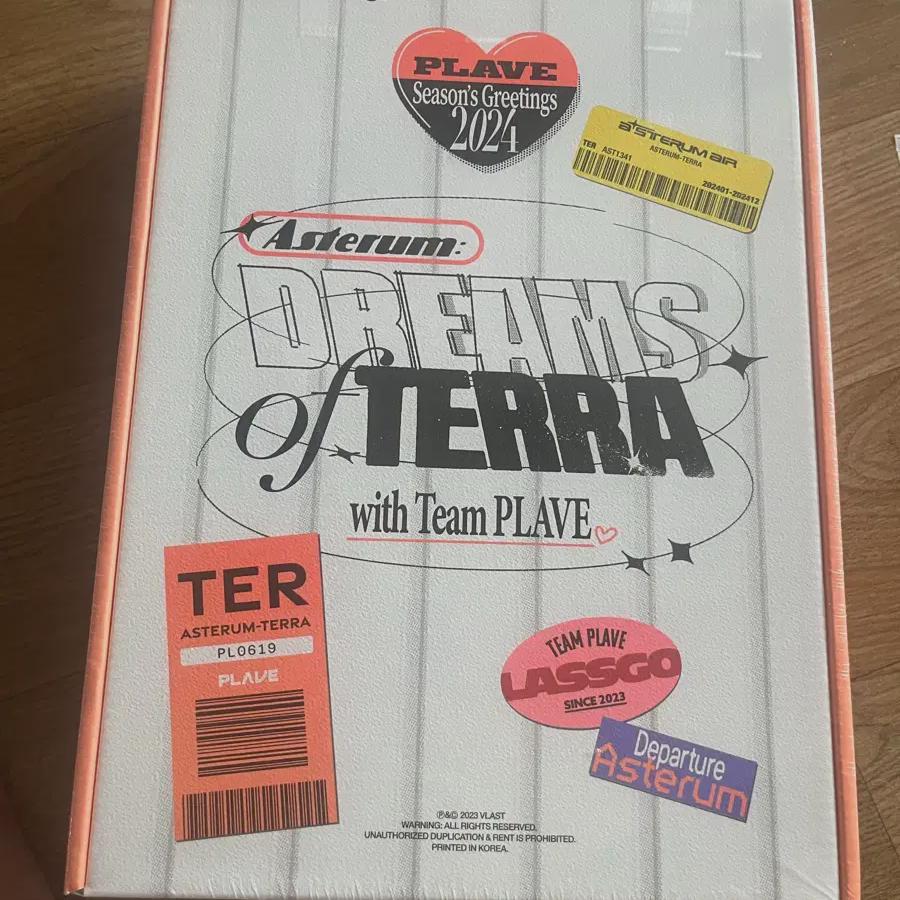 PLAVE
Season's Greetings
2024
asterum air
ASTERUM-TERRA
TER AST1341
202401-202412
Asterum:
DREAMS
of TERRA
with Team PLAVE
TER
ASTERUM-TERRA
PL0619
PLAVE
TEAM PLAVE
LASSGO
SINCE 2023
Departure
Asterum
℗&© 2023 VLAST
WARNING: ALL RIGHTS RESERVED.
UNAUTHORIZED DUPLICATION & RENT IS PROHIBITED.
PRINTED IN KOREA.